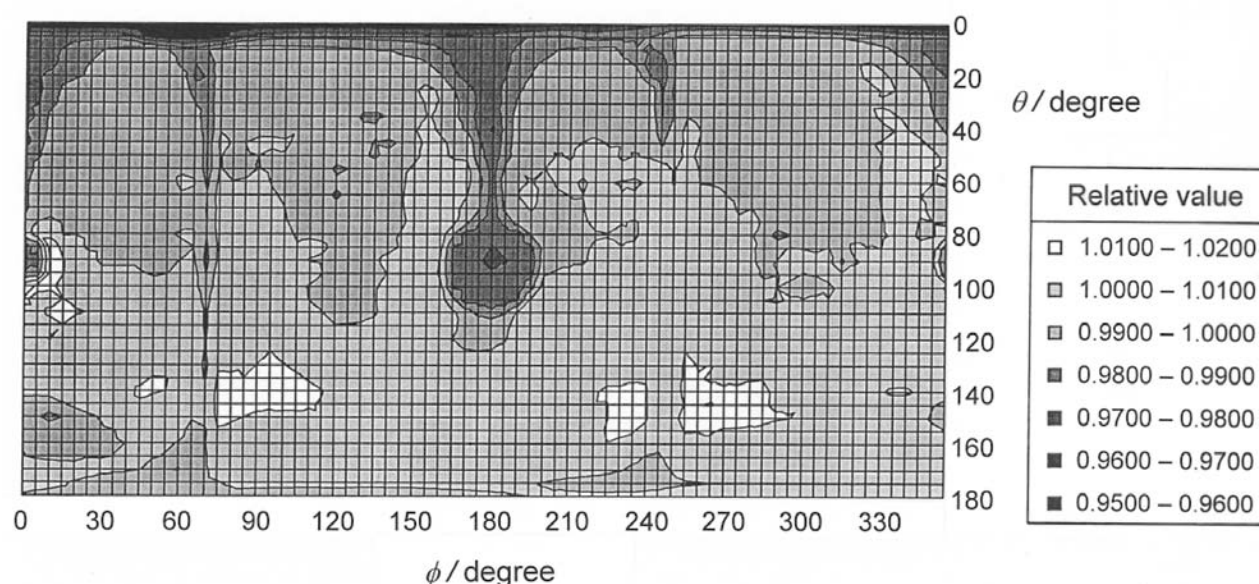 0
20
40
60
80
100
120
140
160
180
θ / degree
0 30 60 90 120 150 180 210 240 270 300 330
ϕ / degree
Relative value
1.0100 – 1.0200
1.0000 – 1.0100
0.9900 – 1.0000
0.9800 – 0.9900
0.9700 – 0.9800
0.9600 – 0.9700
0.9500 – 0.9600